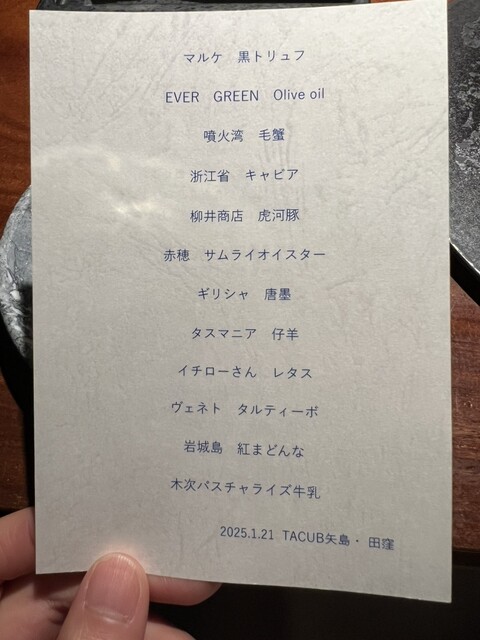 マルケ　黒トリュフ
EVER　GREEN　Olive oil
噴火湾　毛蟹
浙江省　キャビア
柳井商店　虎河豚
赤穂　サムライオイスター
ギリシャ　唐墨
タスマニア　仔羊
イチローさん　レタス
ヴェネト　タルティーボ
岩城島　紅まどんな
木次パスチャライズ牛乳
2025.1.21 TACUB矢島・ 田窪